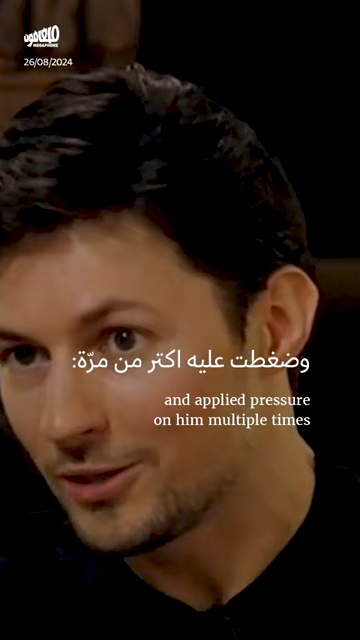 ميغافون
MEGAPHONE
26/08/2024
وضغطت عليه اكتر من مرّة:
and applied pressure
on him multiple times